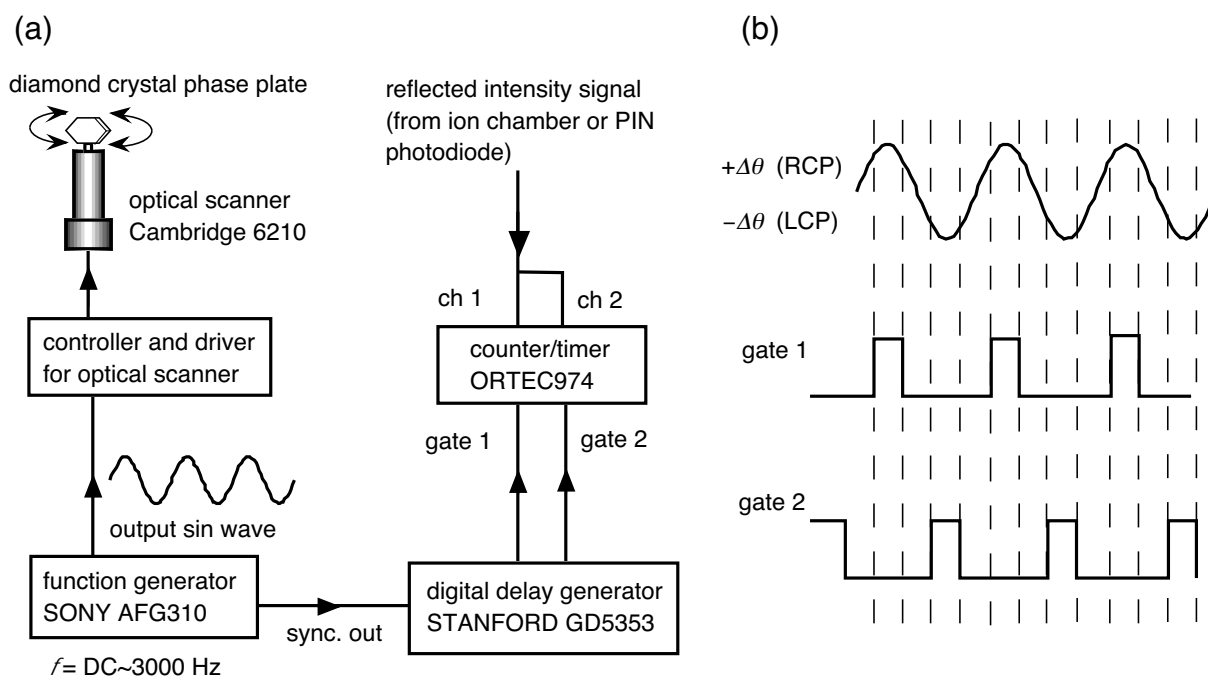 (a)
diamond crystal phase plate
optical scanner
Cambridge 6210
controller and driver
for optical scanner
output sin wave
function generator
SONY AFG310
f = DC~3000 Hz
sync. out
reflected intensity signal
(from ion chamber or PIN
photodiode)
ch 1
ch 2
counter/timer
ORTEC974
gate 1
gate 2
digital delay generator
STANFORD GD5353
(b)
+Δθ (RCP)
−Δθ (LCP)
gate 1
gate 2